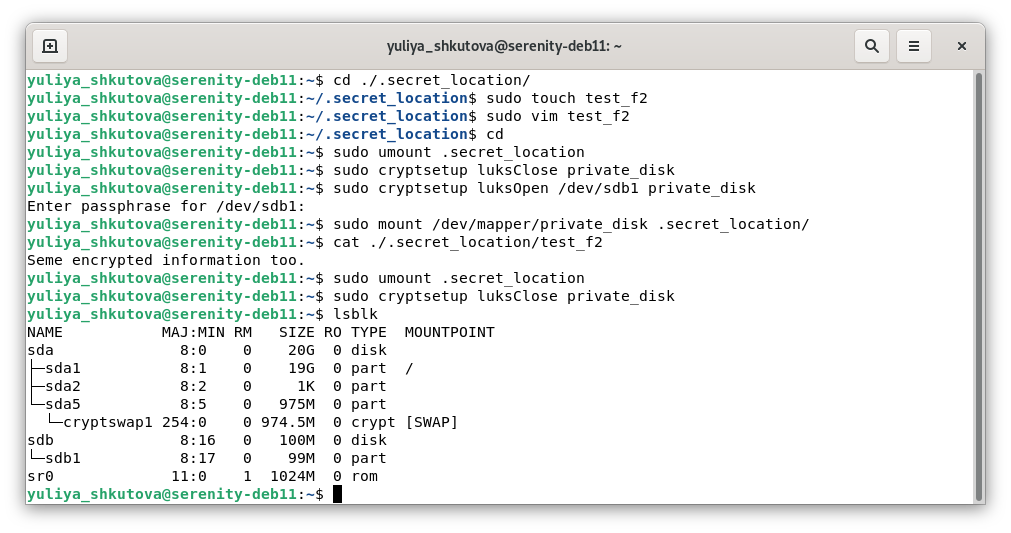 yuliya_shkutova@serenity-deb11: ~
yuliya_shkutova@serenity-deb11:~$ cd ./.secret_location/
yuliya_shkutova@serenity-deb11:~/.secret_location$ sudo touch test_f2
yuliya_shkutova@serenity-deb11:~/.secret_location$ sudo vim test_f2
yuliya_shkutova@serenity-deb11:~/.secret_location$ cd
yuliya_shkutova@serenity-deb11:~$ sudo umount .secret_location
yuliya_shkutova@serenity-deb11:~$ sudo cryptsetup luksClose private_disk
yuliya_shkutova@serenity-deb11:~$ sudo cryptsetup luksOpen /dev/sdb1 private_disk
Enter passphrase for /dev/sdb1:
yuliya_shkutova@serenity-deb11:~$ sudo mount /dev/mapper/private_disk .secret_location/
yuliya_shkutova@serenity-deb11:~$ cat ./.secret_location/test_f2
Seme encrypted information too.
yuliya_shkutova@serenity-deb11:~$ sudo umount .secret_location
yuliya_shkutova@serenity-deb11:~$ sudo cryptsetup luksClose private_disk
yuliya_shkutova@serenity-deb11:~$ lsblk
NAME           MAJ:MIN RM   SIZE RO TYPE  MOUNTPOINT
sda              8:0    0    20G  0 disk
├─sda1           8:1    0    19G  0 part  /
├─sda2           8:2    0     1K  0 part
└─sda5           8:5    0   975M  0 part
  └─cryptswap1 254:0    0 974.5M  0 crypt [SWAP]
sdb              8:16   0   100M  0 disk
└─sdb1           8:17   0    99M  0 part
sr0             11:0    1  1024M  0 rom
yuliya_shkutova@serenity-deb11:~$